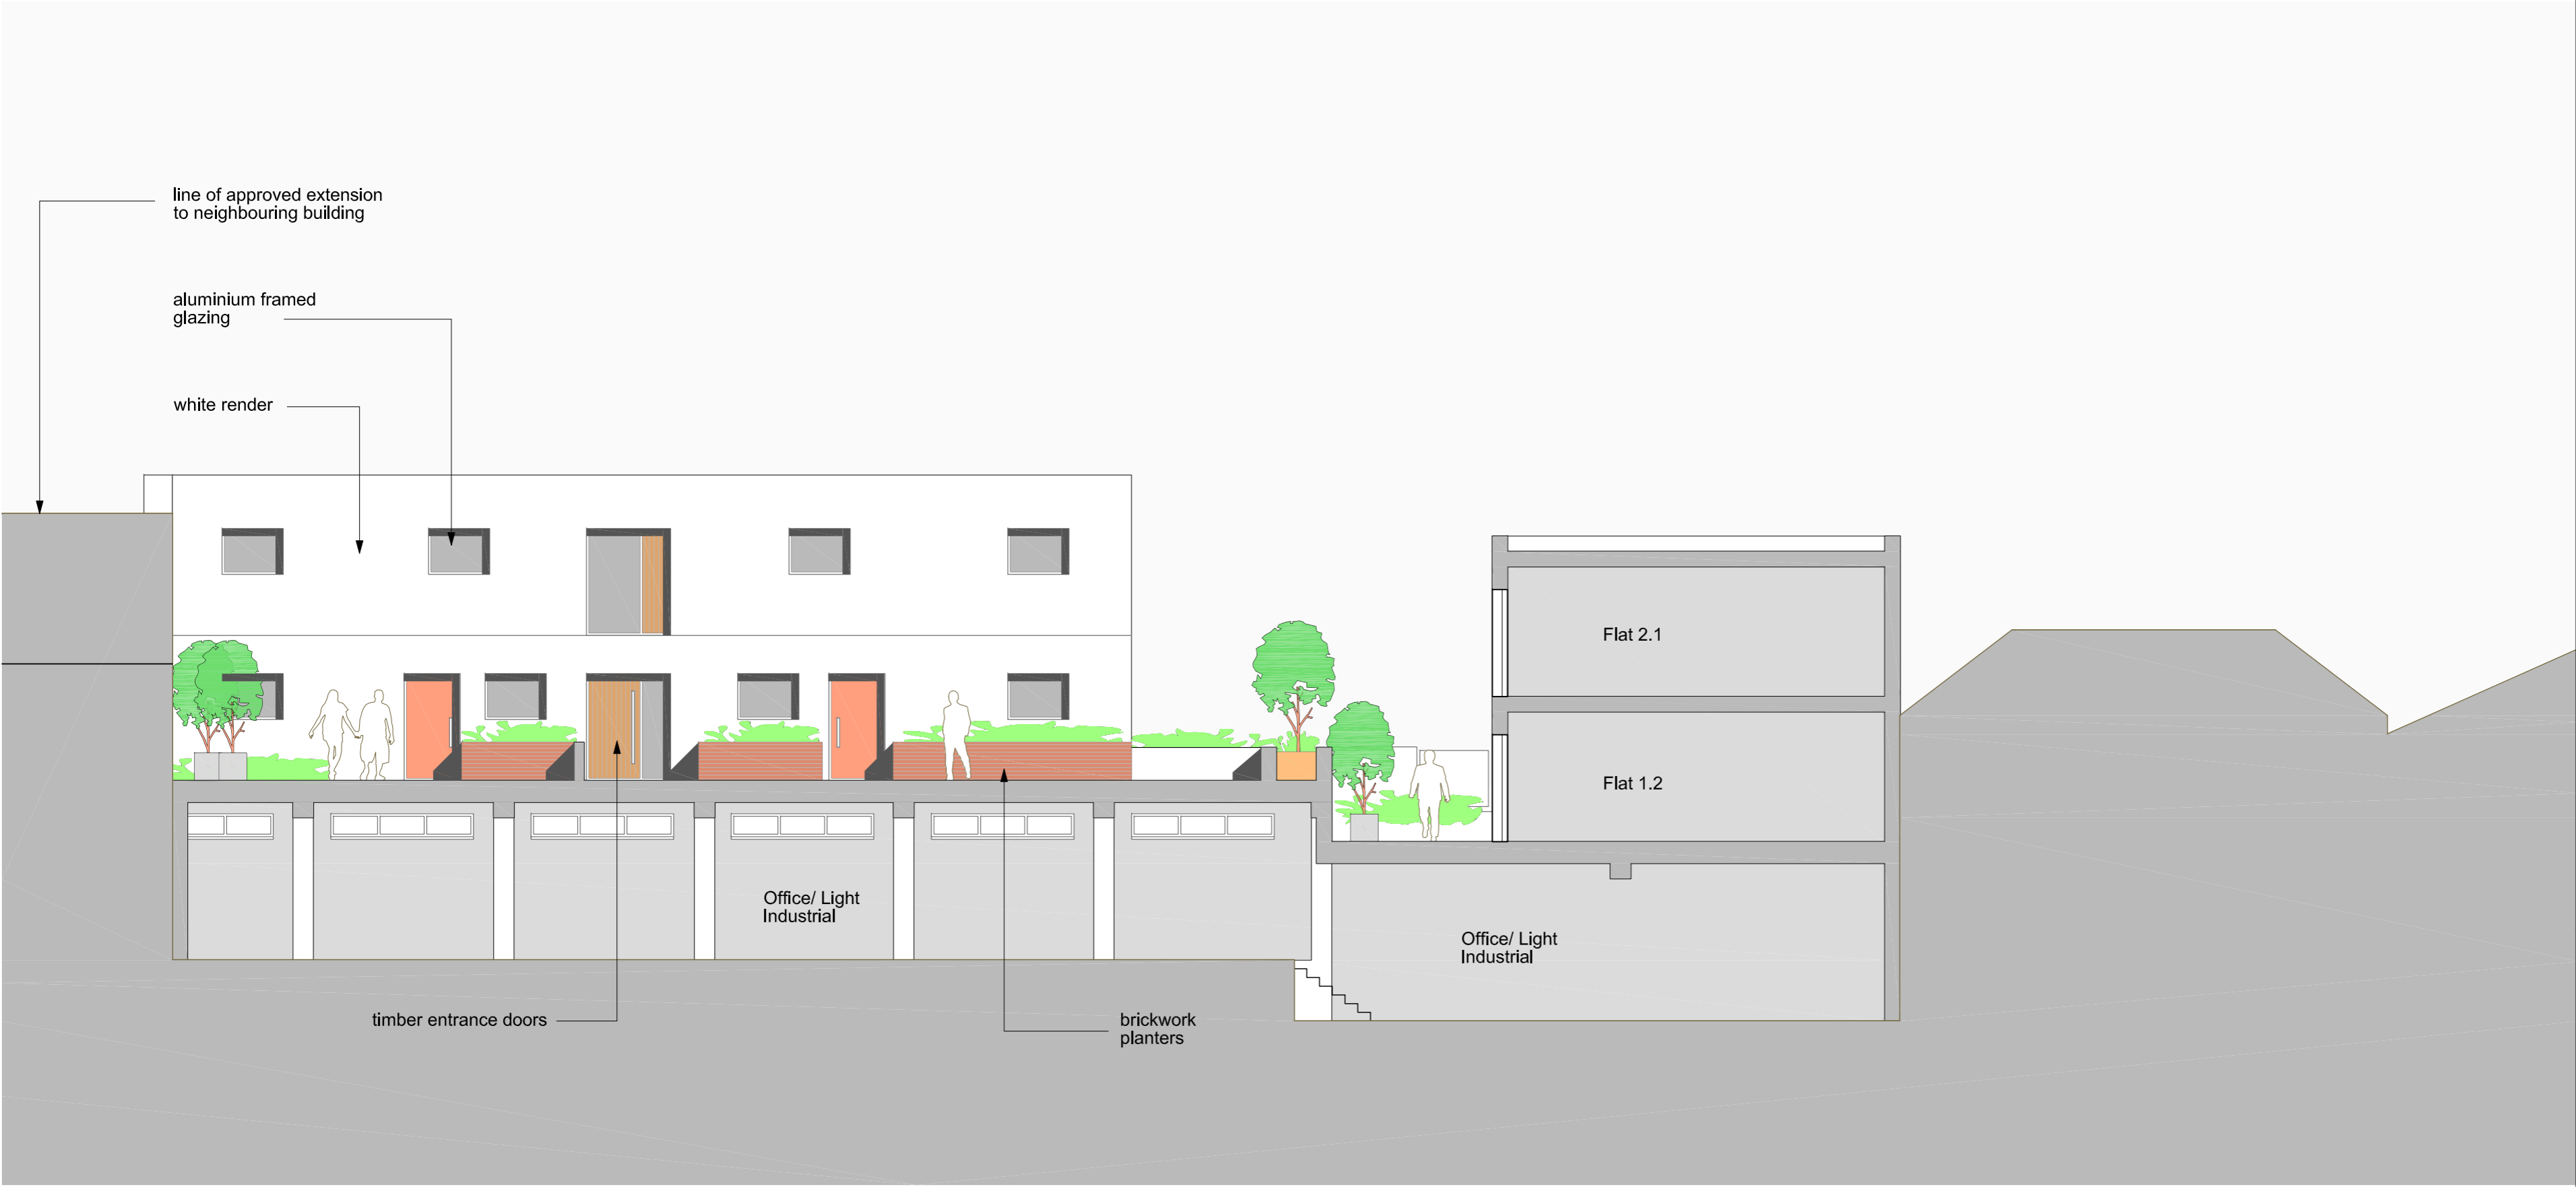 line of approved extension
to neighbouring building
aluminium framed
glazing
white render
Flat 2.1
Flat 1.2
Office/ Light
Industrial
Office/ Light
Industrial
timber entrance doors
brickwork
planters